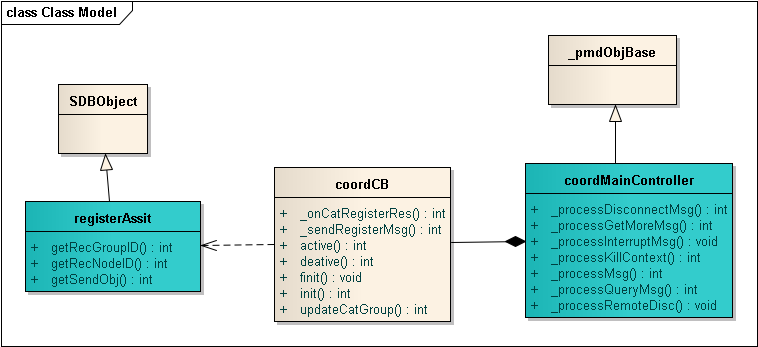 class Class Model
_pmdObjBase
SDBObject
coordCB
+ _onCatRegisterRes() : int
+ _sendRegisterMsg() : int
+ active() : int
+ deative() : int
+ finit() : void
+ init() : int
+ updateCatGroup() : int
coordMainController
+ _processDisconnectMsg() : int
+ _processGetMoreMsg() : int
+ _processInterruptMsg() : void
+ _processKillContext() : int
+ _processMsg() : int
+ _processQueryMsg() : int
+ _processRemoteDisc() : void
registerAssit
+ getRecGroupID() : int
+ getRecNodeID() : int
+ getSendObj() : int